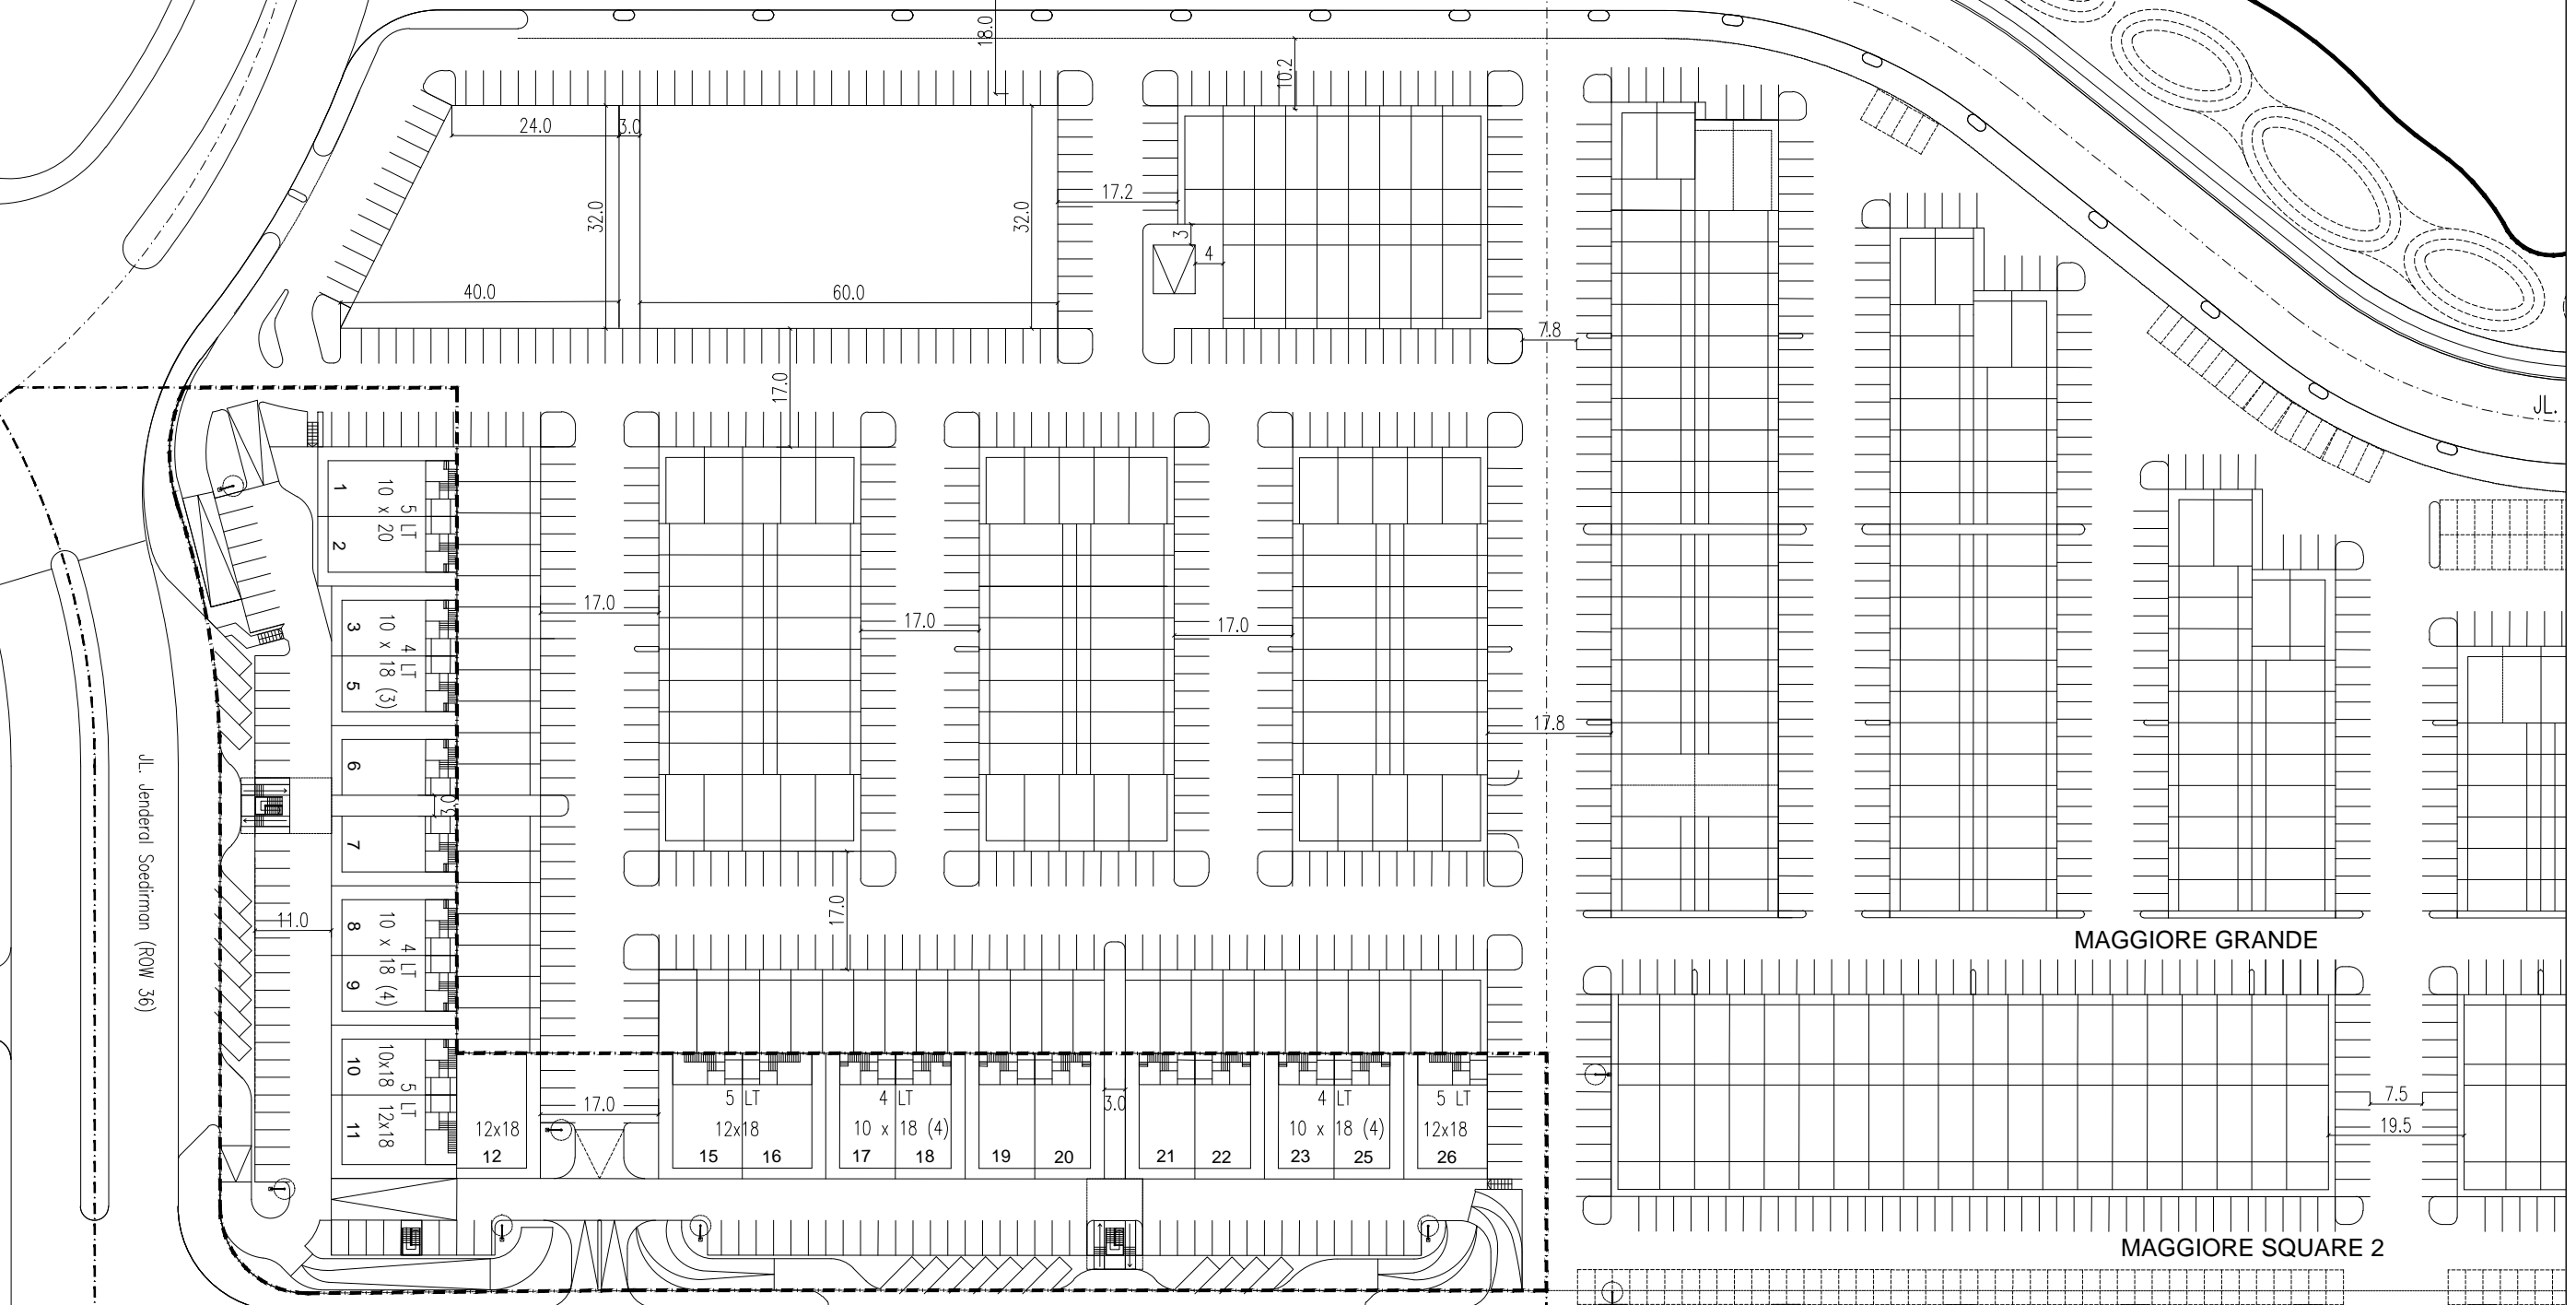 18.0
10.2
24.0
3.0
32.0
32.0
17.2
3
4
40.0
60.0
7.8
17.0
JL.
1
2
5 LT
10 x 20
3
5
4 LT
10 x 18 (3)
17.0
17.0
17.0
17.8
6
3.0
7
JL. Jenderal Soedirman (ROW 36)
11.0
8
9
4 LT
10 x 18 (4)
17.0
MAGGIORE GRANDE
10
11
5 LT
10x18 12x18
12x18
12
17.0
5 LT
12x18
15 16
4 LT
10 x 18 (4)
17 18
19 20
3.0
21 22
4 LT
10 x 18 (4)
23 25
5 LT
12x18
26
7.5
19.5
MAGGIORE SQUARE 2